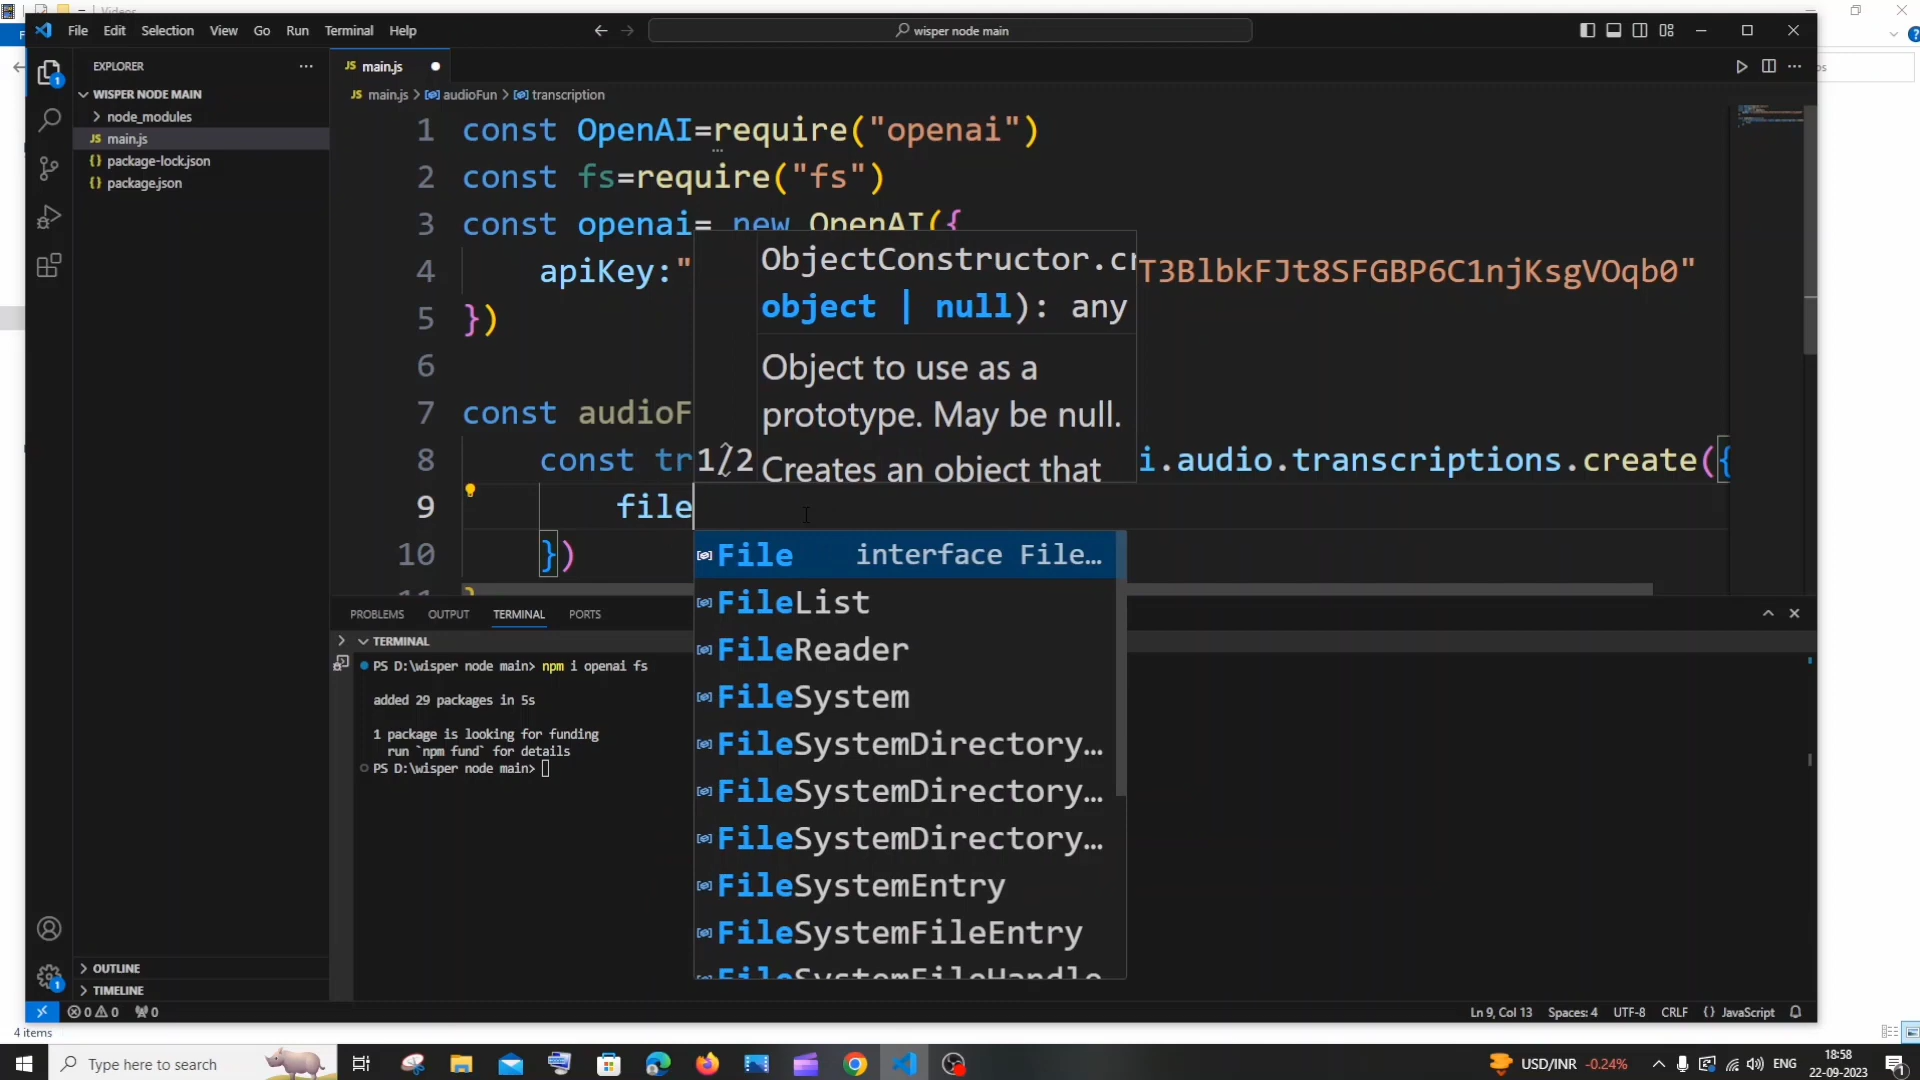 Videos
File Edit Selection View Go Run Terminal Help
wisper node main
EXPLORER
main.js
WISPER NODE MAIN
node_modules
main.js
package-lock.json
package.json
main.js > audioFun > transcription
1 const OpenAI=require("openai")
2 const fs=require("fs")
3 const openai= new OpenAI({
4 apiKey:" T3BlbkFJt8SFGBP6C1njKsgVOqb0"
5 })
6
7 const audioF
8 const tr i.audio.transcriptions.create({
9 file
10 })
11 }
ObjectConstructor.cr
object | null): any
Object to use as a
prototype. May be null.
1/2 Creates an object that
File interface File…
FileList
FileReader
FileSystem
FileSystemDirectory…
FileSystemDirectory…
FileSystemDirectory…
FileSystemEntry
FileSystemFileEntry
FileSystemFileHandle
PROBLEMS OUTPUT TERMINAL PORTS
TERMINAL
PS D:\wisper node main> npm i openai fs
added 29 packages in 5s
1 package is looking for funding
run `npm fund` for details
PS D:\wisper node main>
OUTLINE
TIMELINE
0 0 0
Ln 9, Col 13 Spaces: 4 UTF-8 CRLF {} JavaScript
4 items
Type here to search
USD/INR -0.24%
ENG
18:58
22-09-2023